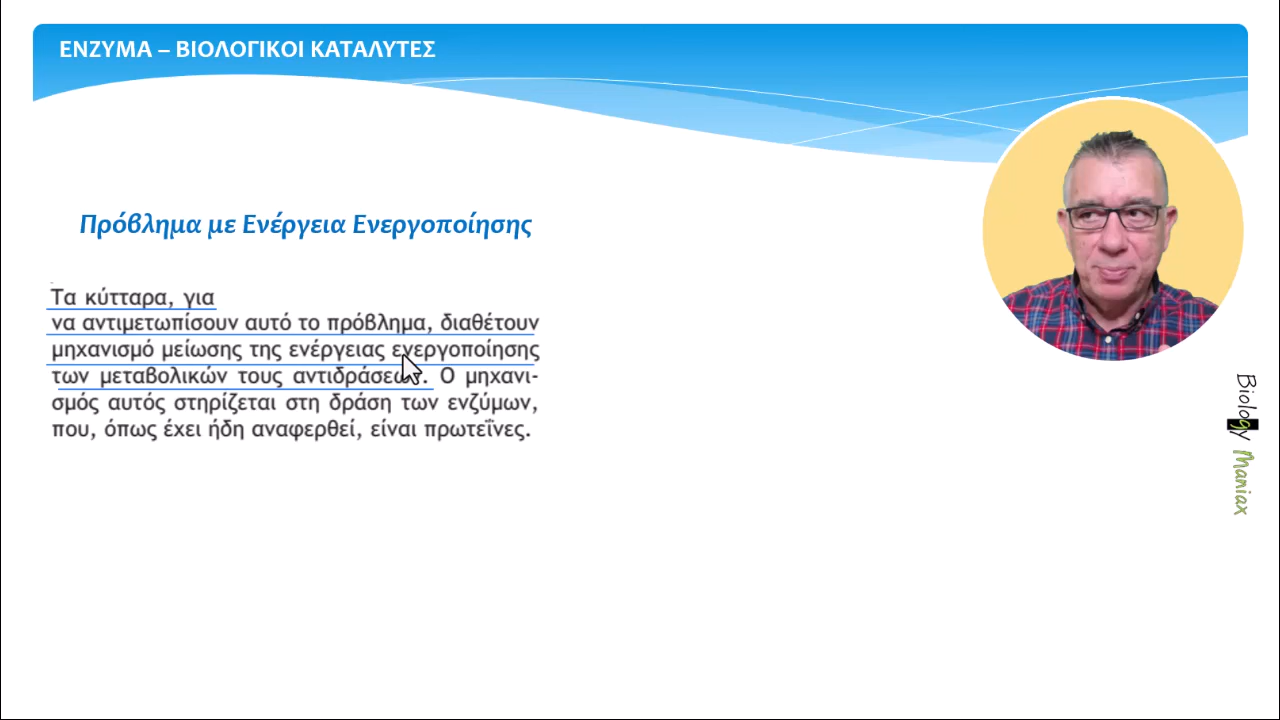 ΕΝΖΥΜΑ – ΒΙΟΛΟΓΙΚΟΙ ΚΑΤΑΛΥΤΕΣ
Πρόβλημα με Ενέργεια Ενεργοποίησης
Τα κύτταρα, για
να αντιμετωπίσουν αυτό το πρόβλημα, διαθέτουν
μηχανισμό μείωσης της ενέργειας ενεργοποίησης
των μεταβολικών τους αντιδράσεων. Ο μηχανι-
σμός αυτός στηρίζεται στη δράση των ενζύμων,
που, όπως έχει ήδη αναφερθεί, είναι πρωτεΐνες.
Biology Maniax